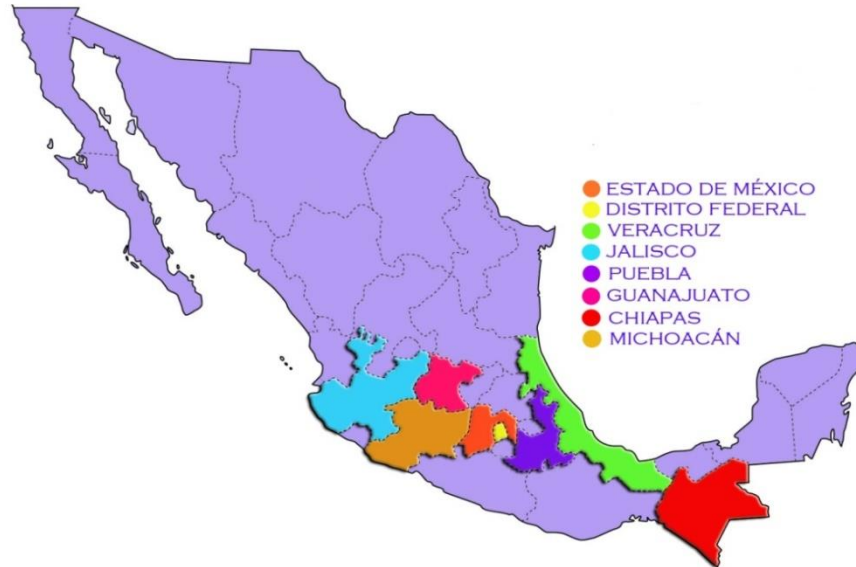 ESTADO DE MÉXICO
DISTRITO FEDERAL
VERACRUZ
JALISCO
PUEBLA
GUANAJUATO
CHIAPAS
MICHOACÁN